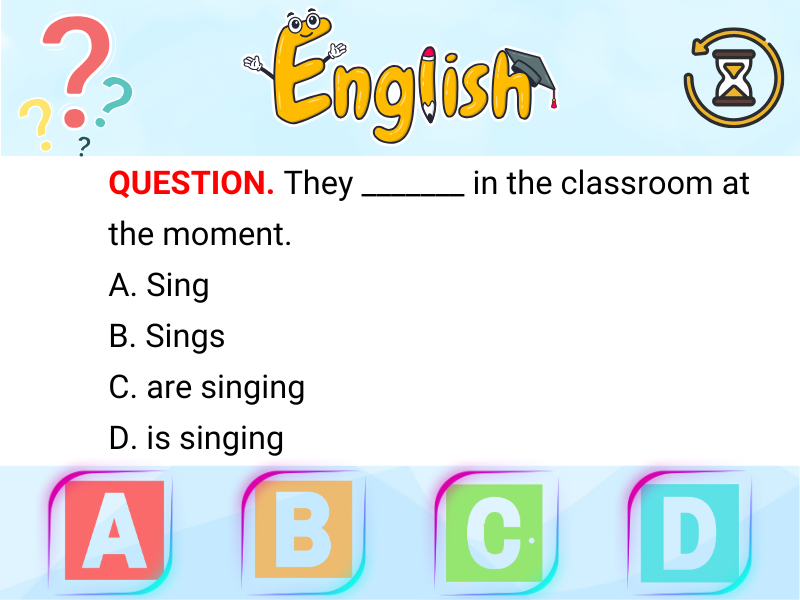 ? ? ? ?
English
QUESTION. They _______ in the classroom at
the moment.
A. Sing
B. Sings
C. are singing
D. is singing
A B C D